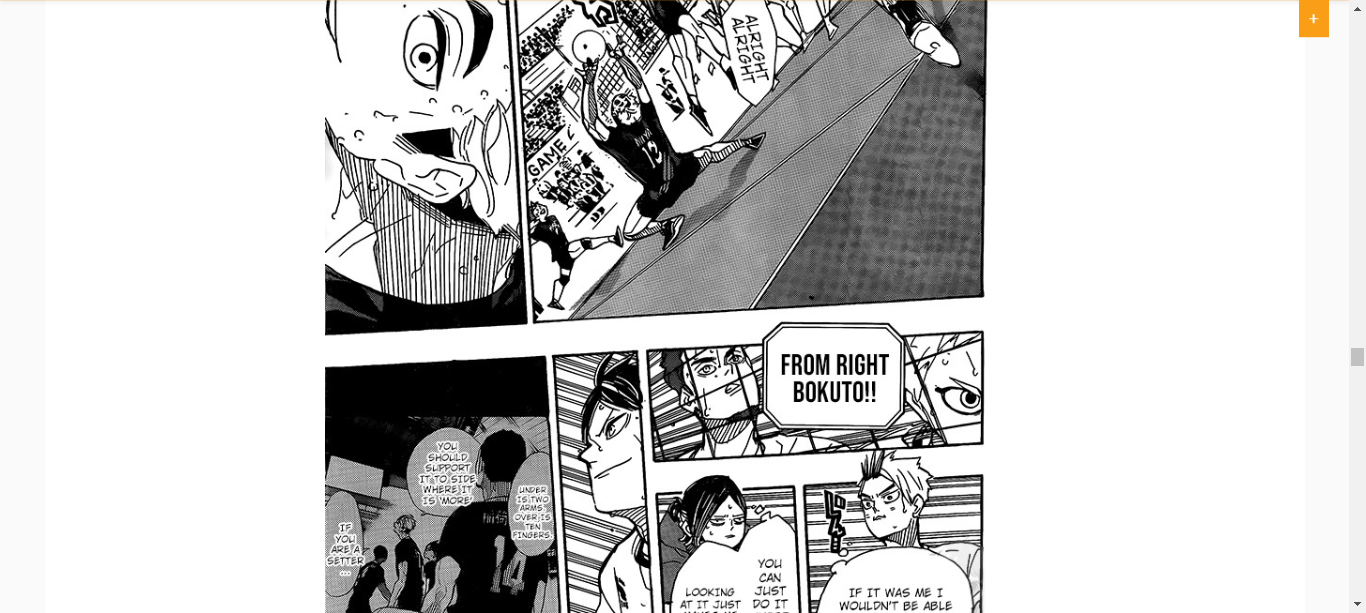 +
ALRIGHT
ALRIGHT
GAME
12
FROM RIGHT
BOKUTO!!
YOU
SHOULD
SUPPORT
IT TO SIDE
WHERE IT
IS 'MORE'
UNDER
IS TWO
ARMS.
OVER IS
TEN
FINGERS.
IF
YOU
ARE A
SETTER
...
14
YOU
CAN
JUST
DO IT
LOOKING
AT IT JUST
IF IT WAS ME I
WOULDN'T BE ABLE